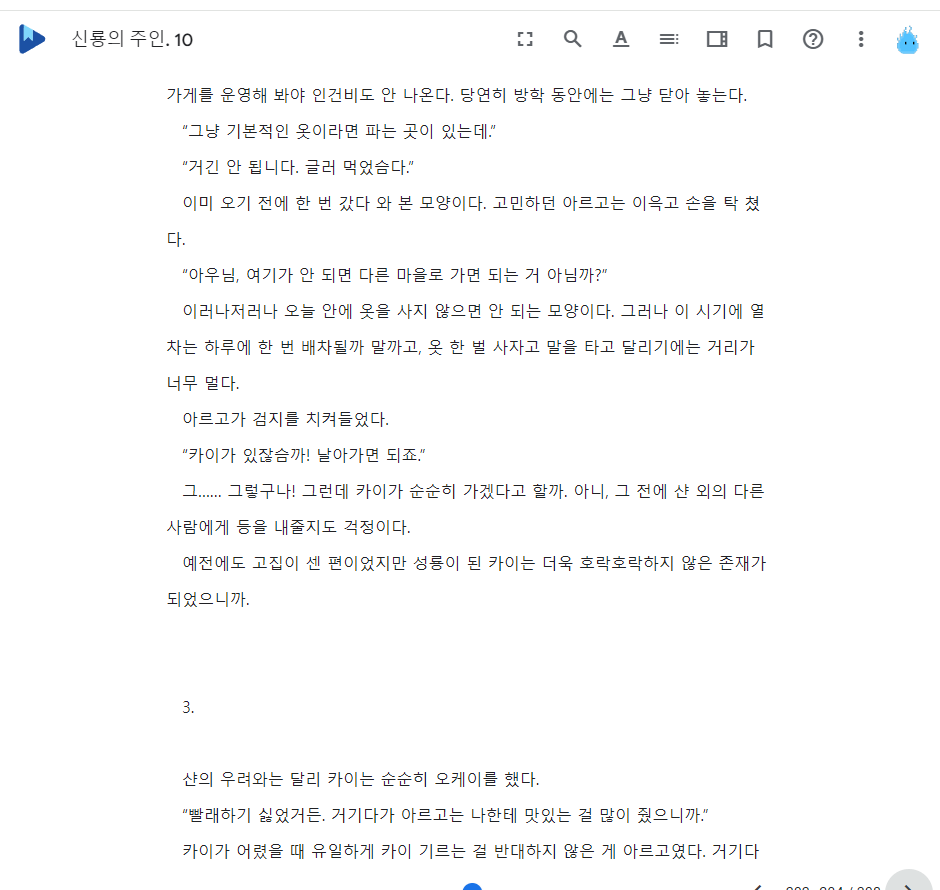 신룡의 주인. 10
가게를 운영해 봐야 인건비도 안 나온다. 당연히 방학 동안에는 그냥 닫아 놓는다.
“그냥 기본적인 옷이라면 파는 곳이 있는데.”
“거긴 안 됩니다. 글러 먹었슴다.”
이미 오기 전에 한 번 갔다 와 본 모양이다. 고민하던 아르고는 이윽고 손을 탁 쳤
다.
“아우님, 여기가 안 되면 다른 마을로 가면 되는 거 아님까?”
이러나저러나 오늘 안에 옷을 사지 않으면 안 되는 모양이다. 그러나 이 시기에 열
차는 하루에 한 번 배차될까 말까고, 옷 한 벌 사자고 말을 타고 달리기에는 거리가
너무 멀다.
아르고가 검지를 치켜들었다.
“카이가 있잖슴까! 날아가면 되죠.”
그…… 그렇구나! 그런데 카이가 순순히 가겠다고 할까. 아니, 그 전에 샨 외의 다른
사람에게 등을 내줄지도 걱정이다.
예전에도 고집이 센 편이었지만 성룡이 된 카이는 더욱 호락호락하지 않은 존재가
되었으니까.
3.
샨의 우려와는 달리 카이는 순순히 오케이를 했다.
“빨래하기 싫었거든. 거기다가 아르고는 나한테 맛있는 걸 많이 줬으니까.”
카이가 어렸을 때 유일하게 카이 기르는 걸 반대하지 않은 게 아르고였다. 거기다